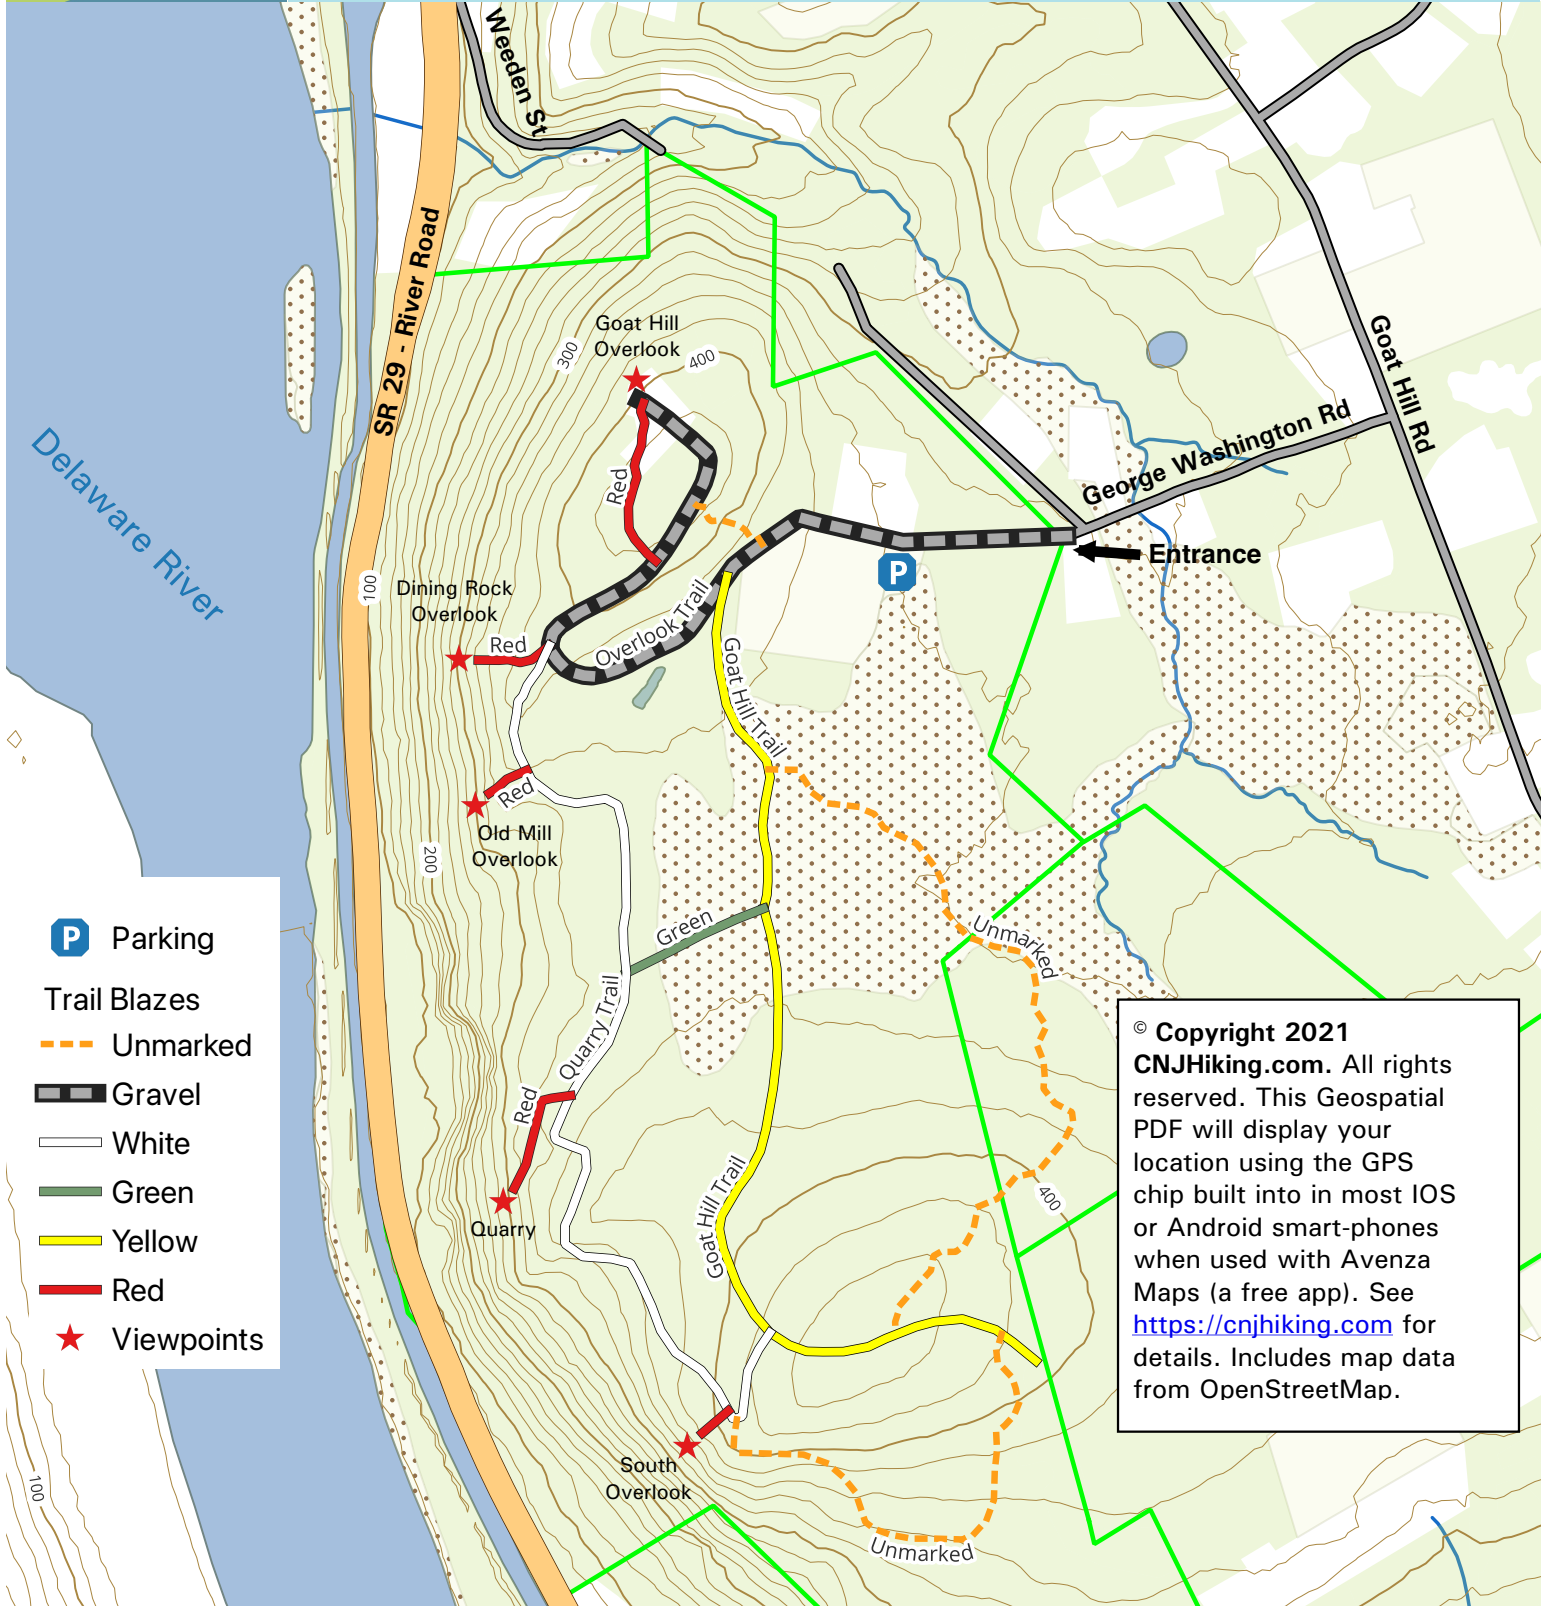 Weeden St
SR 29 - River Road
Goat Hill
Overlook
300
400
Red
Goat Hill Rd
George Washington Rd
Entrance
P
Delaware River
100
Dining Rock
Overlook
Red
Overlook Trail
Goat Hill Trail
Red
Old Mill
Overlook
200
Green
Unmarked
Quarry Trail
Red
Quarry
Goat Hill Trail
400
South
Overlook
Unmarked
100
P Parking
Trail Blazes
Unmarked
Gravel
White
Green
Yellow
Red
Viewpoints
© Copyright 2021
CNJHiking.com. All rights
reserved. This Geospatial
PDF will display your
location using the GPS
chip built into in most IOS
or Android smart-phones
when used with Avenza
Maps (a free app). See
https://cnjhiking.com for
details. Includes map data
from OpenStreetMap.